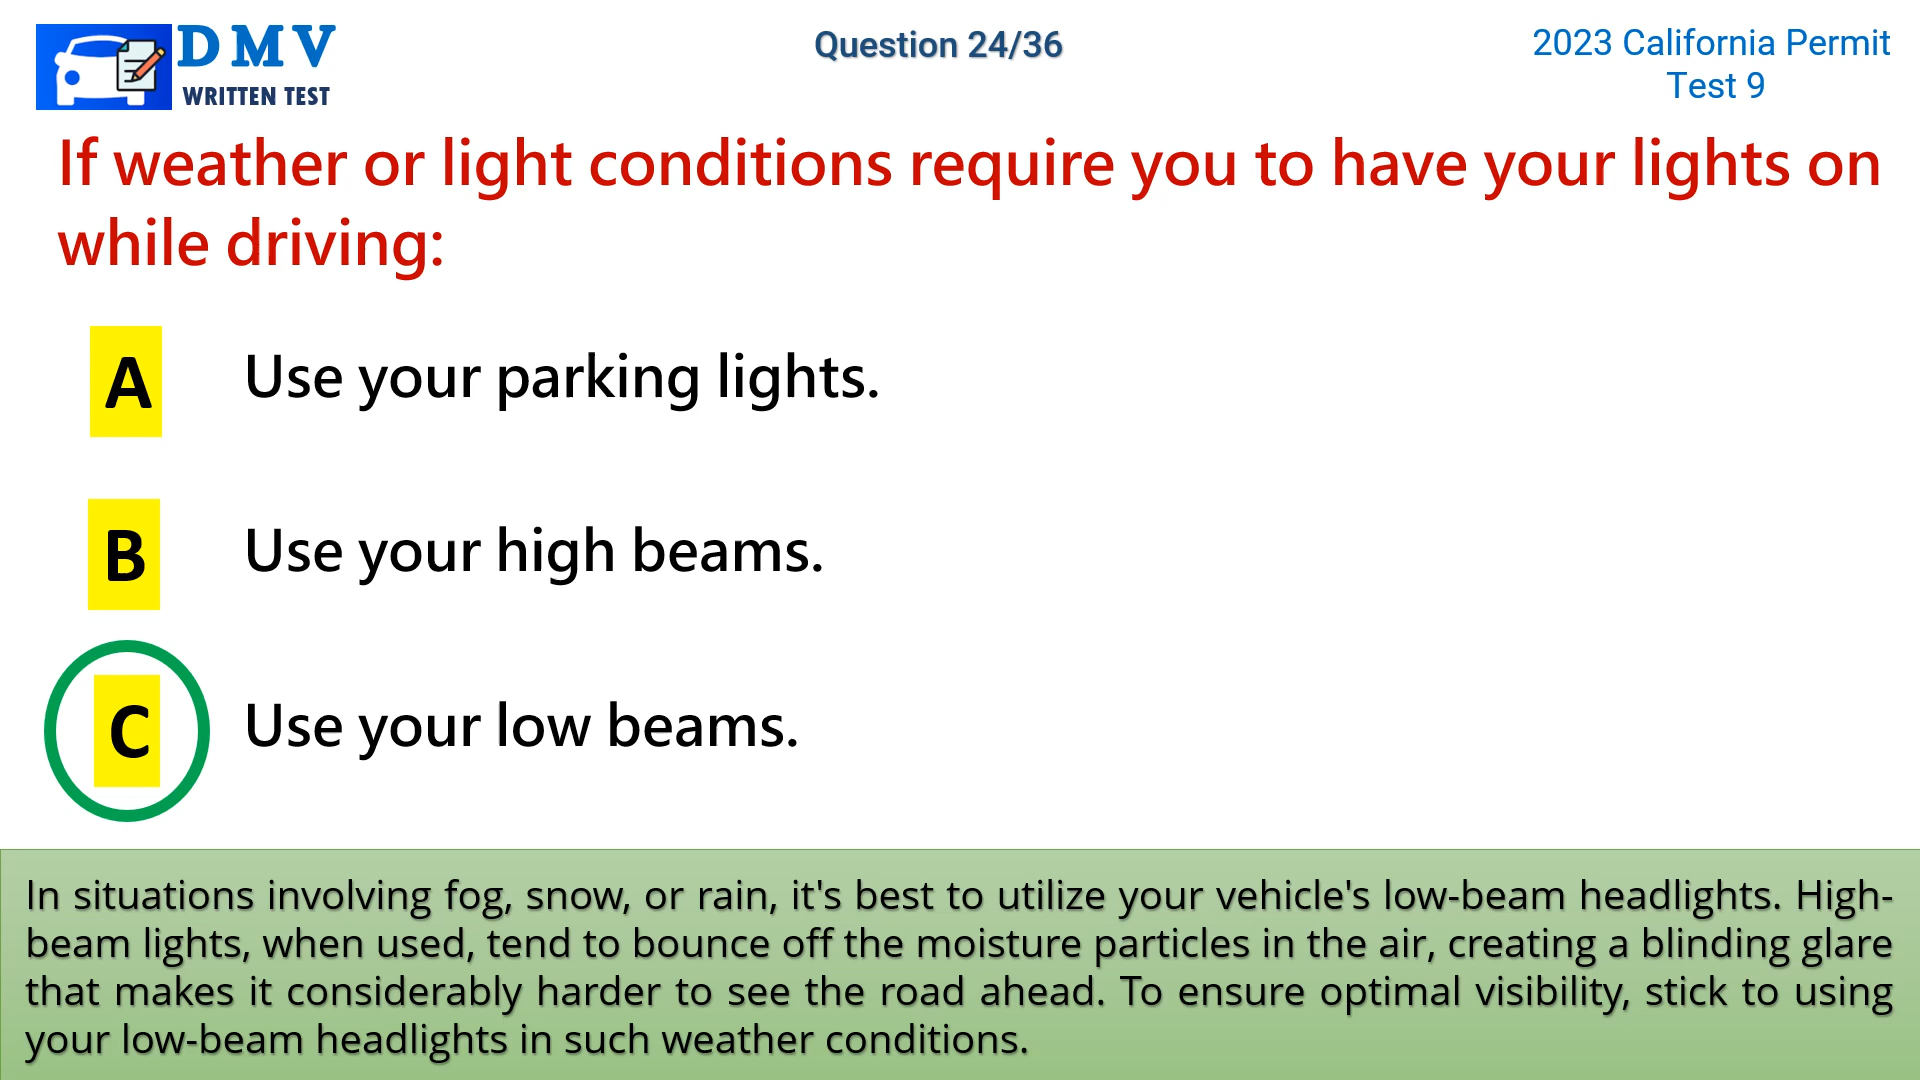 DMV
WRITTEN TEST
Question 24/36
2023 California Permit
Test 9
If weather or light conditions require you to have your lights on
while driving:
A Use your parking lights.
B Use your high beams.
C Use your low beams.
In situations involving fog, snow, or rain, it's best to utilize your vehicle's low-beam headlights. High-
beam lights, when used, tend to bounce off the moisture particles in the air, creating a blinding glare
that makes it considerably harder to see the road ahead. To ensure optimal visibility, stick to using
your low-beam headlights in such weather conditions.